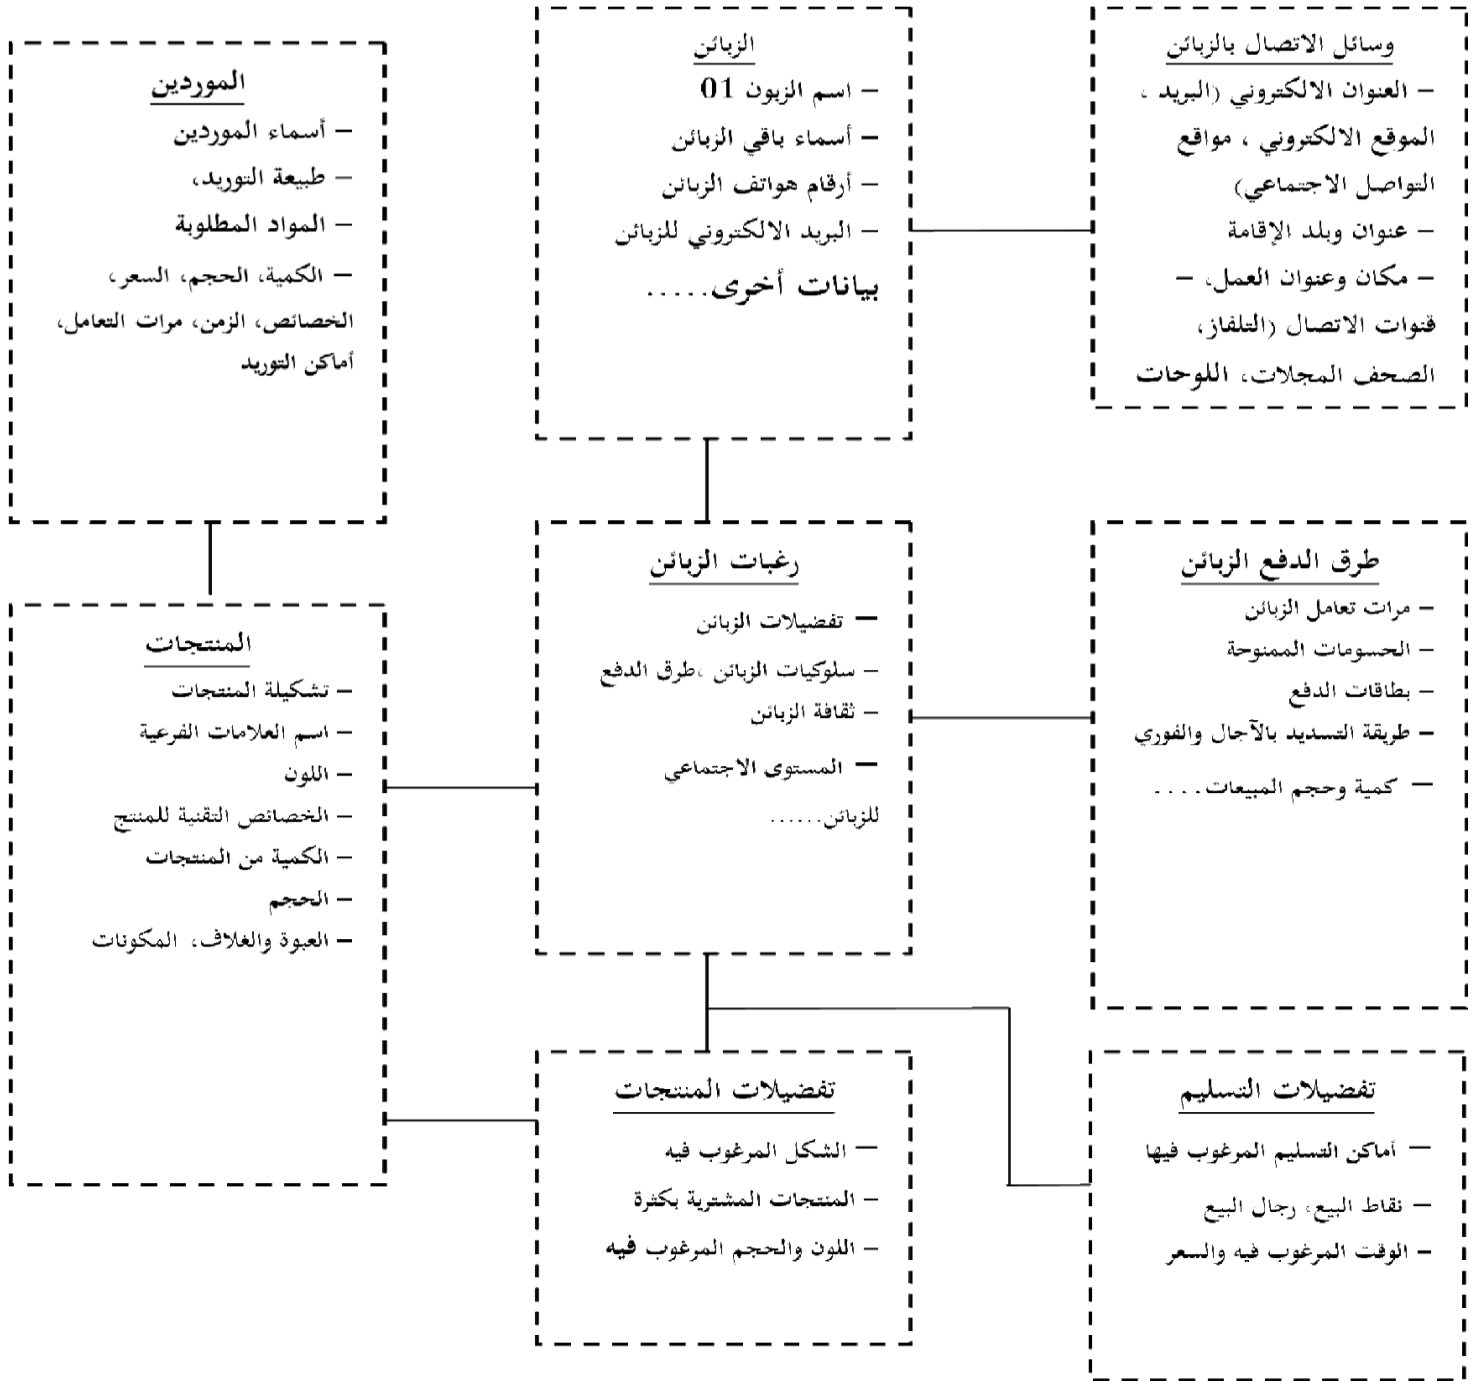 وسائل الاتصال بالزبائن
– العنوان الالكتروني (البريد ،
الموقع الالكتروني ، مواقع
التواصل الاجتماعي)
– عنوان وبلد الإقامة
– مكان وعنوان العمل، –
قنوات الاتصال (التلفاز،
الصحف المجلات، اللوحات
الزبائن
– اسم الزبون 01
– أسماء باقي الزبائن
– أرقام هواتف الزبائن
– البريد الالكتروني للزبائن
بيانات أخرى.....
الموردين
– أسماء الموردين
– طبيعة التوريد،
– المواد المطلوبة
– الكمية، الحجم، السعر،
الخصائص، الزمن، مرات التعامل،
أماكن التوريد
طرق الدفع الزبائن
– مرات تعامل الزبائن
– الحسومات الممنوحة
– بطاقات الدفع
– طريقة التسديد بالآجال والفوري
– كمية وحجم المبيعات....
رغبات الزبائن
– تفضيلات الزبائن
– سلوكيات الزبائن ،طرق الدفع
– ثقافة الزبائن
– المستوى الاجتماعي
للزبائن......
المنتجات
– تشكيلة المنتجات
– اسم العلامات الفرعية
– اللون
– الخصائص التقنية للمنتج
– الكمية من المنتجات
– الحجم
– العبوة والغلاف، المكونات
تفضيلات التسليم
– أماكن التسليم المرغوب فيها
– نقاط البيع، رجال البيع
– الوقت المرغوب فيه والسعر
تفضيلات المنتجات
– الشكل المرغوب فيه
– المنتجات المشترية بكثرة
– اللون والحجم المرغوب فيه